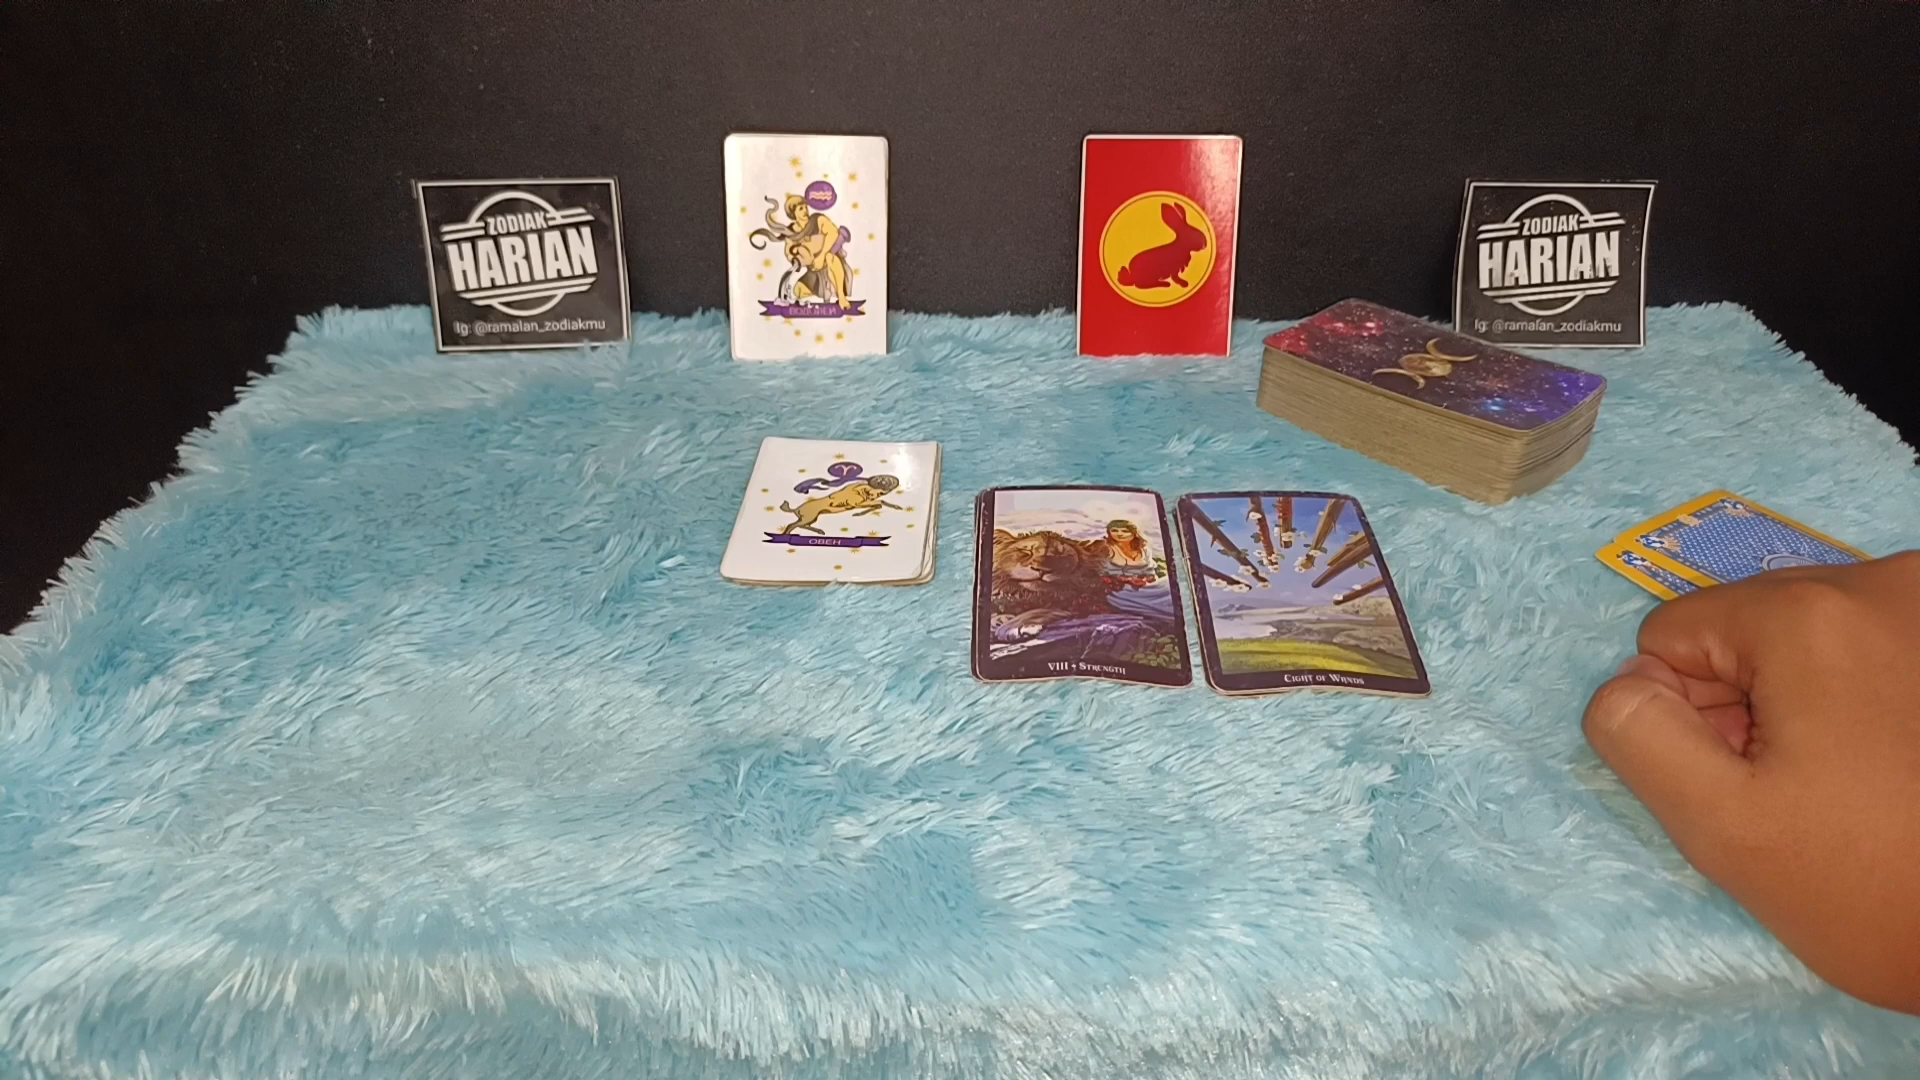 ZODIAK
HARIAN
Ig: @ramalan_zodiakmu
ВОДОЛЕЙ
ZODIAK
HARIAN
Ig: @ramalan_zodiakmu
ОВЕН
VIII • STRENGTH
EIGHT OF WANDS